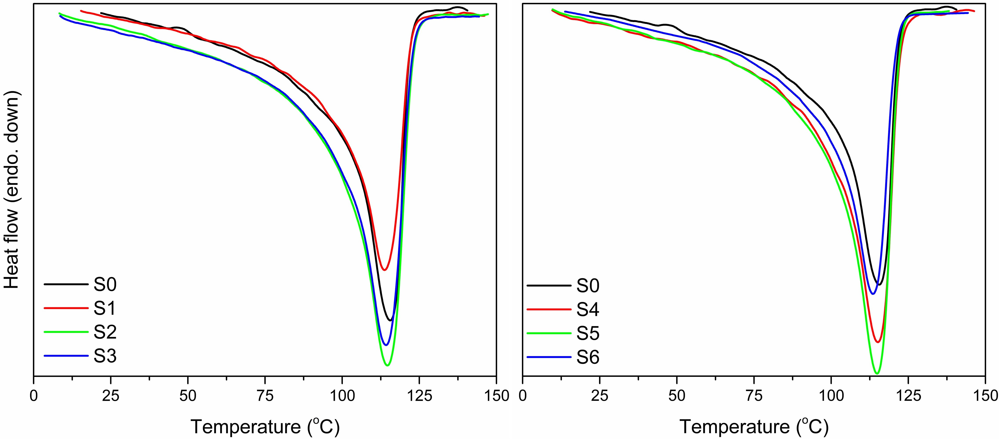 Heat flow (endo. down)
S0
S1
S2
S3
0 25 50 75 100 125 150
Temperature (°C)
S0
S4
S5
S6
0 25 50 75 100 125 150
Temperature (°C)